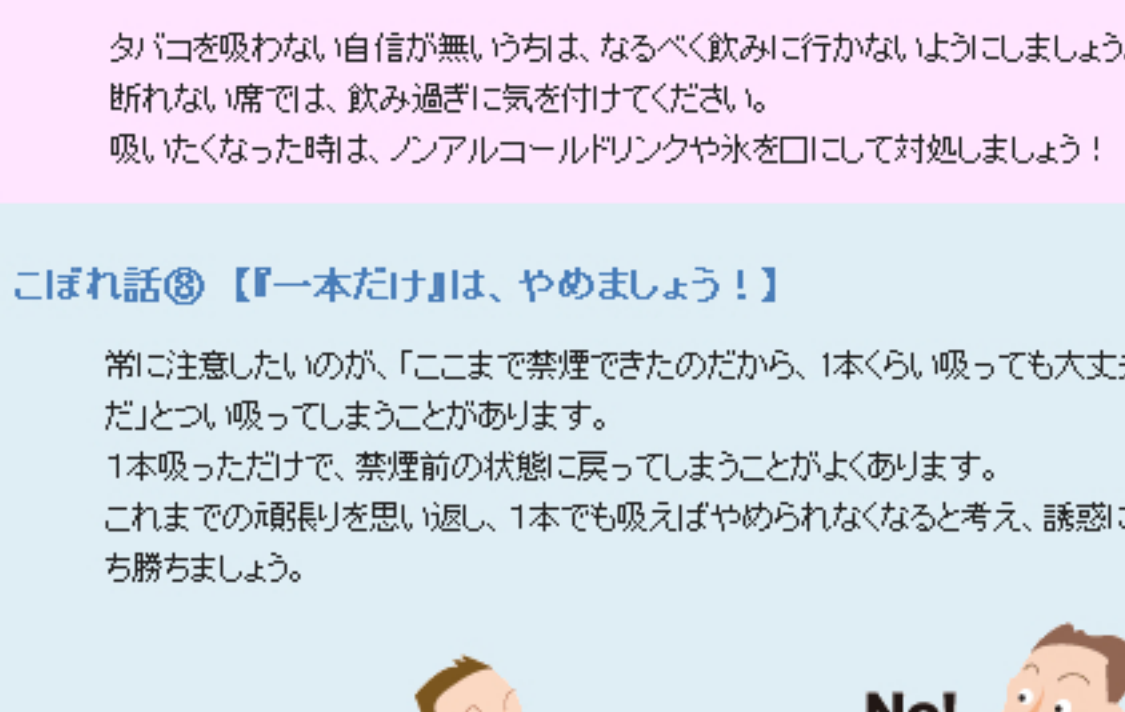 タバコを吸わない自信が無いうちは、なるべく飲みに行かないようにしましょう。
断れない席では、飲み過ぎに気を付けてください。
吸いたくなった時は、ノンアルコールドリンクや氷を口にして対処しましょう！
こぼれ話⑧【『一本だけ』は、やめましょう！】
常に注意したいのが、「ここまで禁煙できたのだから、1本くらい吸っても大丈夫
だ」とつい吸ってしまうことがあります。
1本吸っただけで、禁煙前の状態に戻ってしまうことがよくあります。
これまでの頑張りを思い返し、1本でも吸えばやめられなくなると考え、誘惑に
ち勝ちましょう。
No!